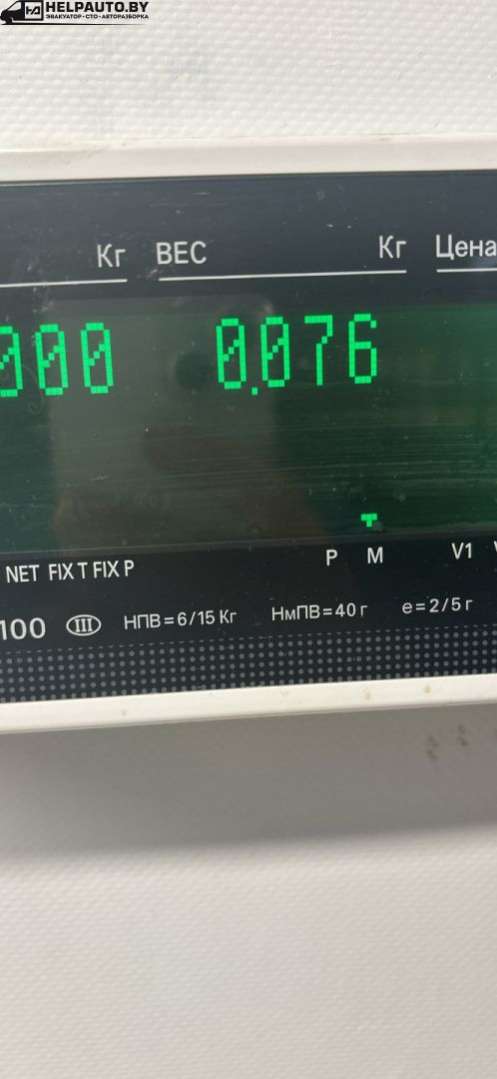 HELPAUTO.BY
ЭВАКУАТОР-СТО-АВТОРАЗБОРКА
Кг ВЕС Кг Цена
000 0.076
NET FIX T FIX P P M V1
100 III НПВ=6/15 Кг НмПВ=40 г e=2/5 г